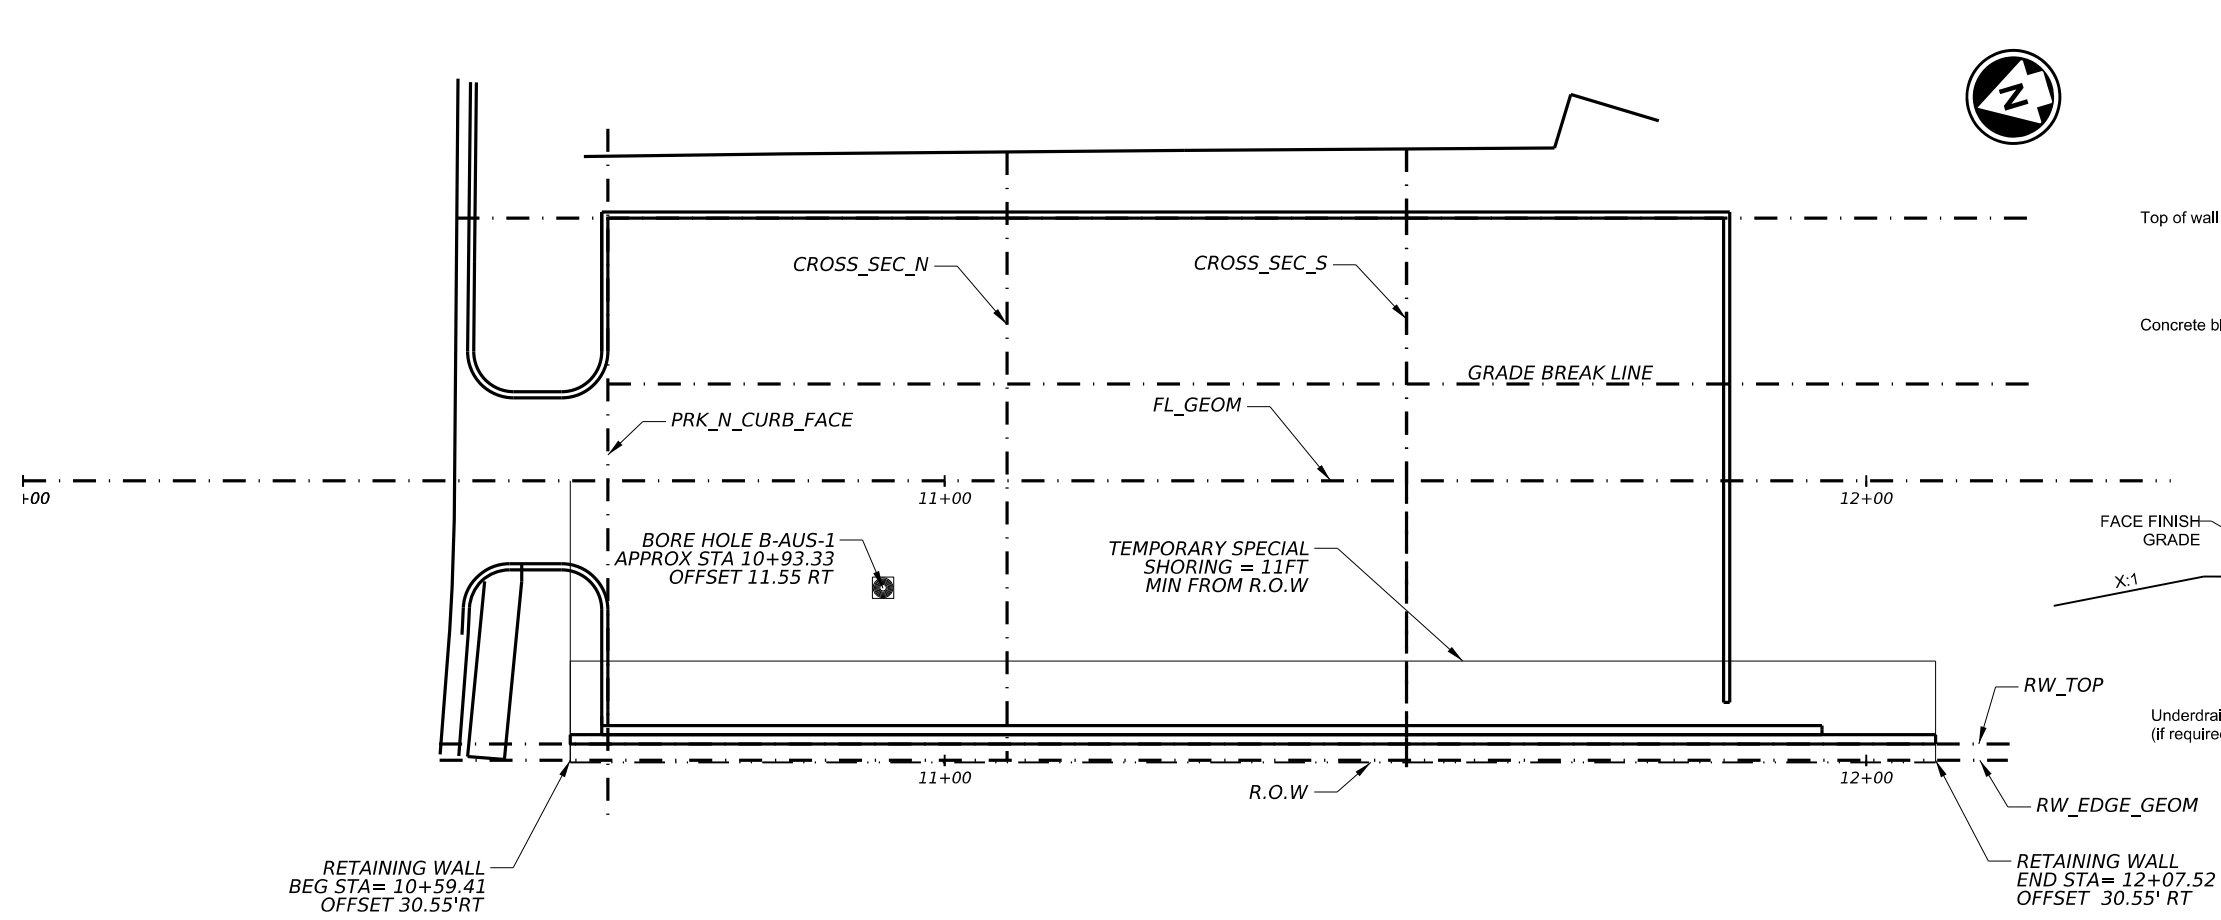 N
Top of wall
CROSS_SEC_N
CROSS_SEC_S
Concrete bl
GRADE BREAK LINE
FL_GEOM
PRK_N_CURB_FACE
+00
11+00
12+00
FACE FINISH
GRADE
BORE HOLE B-AUS-1
APPROX STA 10+93.33
OFFSET 11.55 RT
TEMPORARY SPECIAL
SHORING = 11FT
MIN FROM R.O.W
X:1
RW_TOP
Underdrai
(if require
11+00
12+00
R.O.W
RW_EDGE_GEOM
RETAINING WALL
BEG STA= 10+59.41
OFFSET 30.55'RT
RETAINING WALL
END STA= 12+07.52
OFFSET 30.55' RT